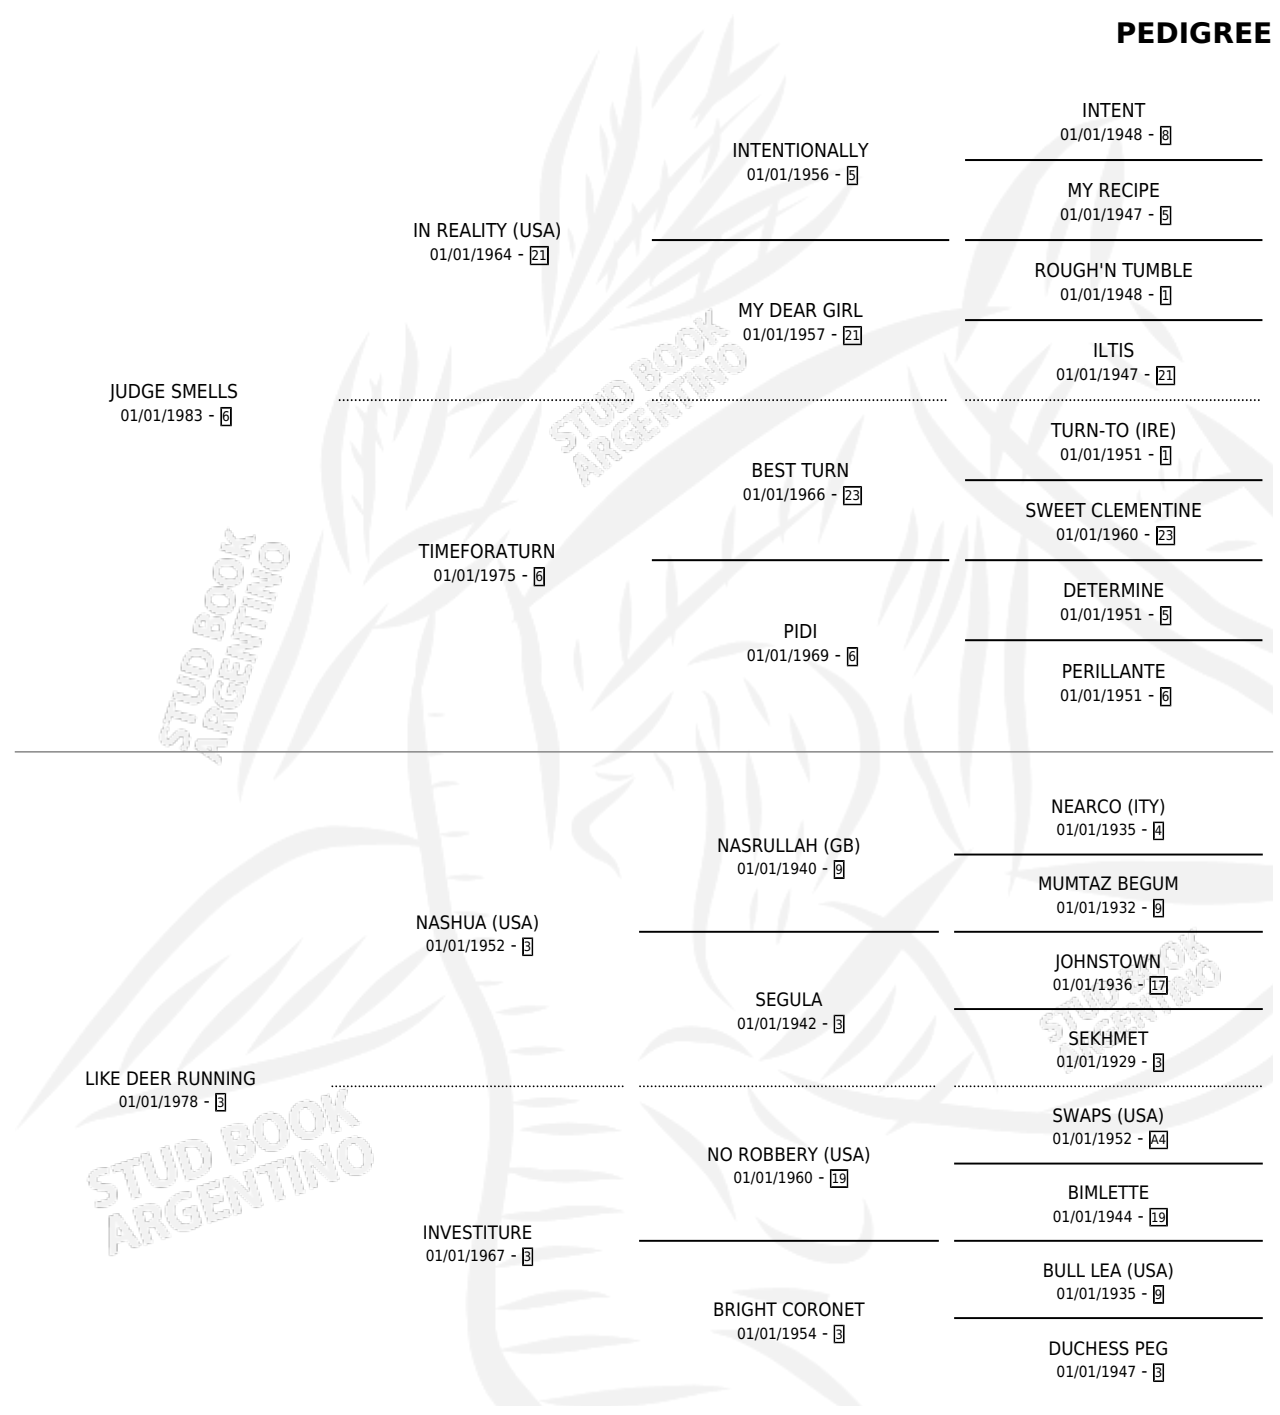 PEDIGREE
INTENT
01/01/1948 - 8
INTENTIONALLY
01/01/1956 - 5
MY RECIPE
01/01/1947 - 5
IN REALITY (USA)
01/01/1964 - 21
ROUGH'N TUMBLE
01/01/1948 - 1
MY DEAR GIRL
01/01/1957 - 21
ILTIS
01/01/1947 - 21
JUDGE SMELLS
01/01/1983 - 6
STUD BOOK
ARGENTINO
TURN-TO (IRE)
01/01/1951 - 1
BEST TURN
01/01/1966 - 23
SWEET CLEMENTINE
01/01/1960 - 23
TIMEFORATURN
01/01/1975 - 6
DETERMINE
01/01/1951 - 5
PIDI
01/01/1969 - 6
PERILLANTE
01/01/1951 - 6
STUD BOOK
ARGENTINO
NEARCO (ITY)
01/01/1935 - 4
NASRULLAH (GB)
01/01/1940 - 9
MUMTAZ BEGUM
01/01/1932 - 9
NASHUA (USA)
01/01/1952 - 3
JOHNSTOWN
01/01/1936 - 17
SEGULA
01/01/1942 - 3
SEKHMET
01/01/1929 - 3
STUD BOOK
ARGENTINO
LIKE DEER RUNNING
01/01/1978 - 3
SWAPS (USA)
01/01/1952 - A4
NO ROBBERY (USA)
01/01/1960 - 19
BIMLETTE
01/01/1944 - 19
STUD BOOK
ARGENTINO
INVESTITURE
01/01/1967 - 3
BULL LEA (USA)
01/01/1935 - 9
BRIGHT CORONET
01/01/1954 - 3
DUCHESS PEG
01/01/1947 - 3